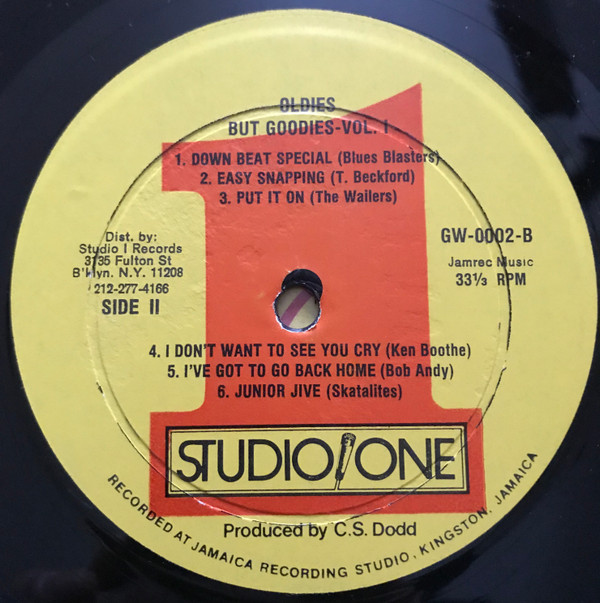 OLDIES
BUT GOODIES-VOL. I
1. DOWN BEAT SPECIAL (Blues Blasters)
2. EASY SNAPPING (T. Beckford)
3. PUT IT ON (The Wailers)
Dist. by:
Studio I Records
3135 Fulton St
B'klyn. N.Y. 11208
212-277-4166
SIDE II
GW-0002-B
Jamrec Music
33⅓ RPM
4. I DON'T WANT TO SEE YOU CRY (Ken Boothe)
5. I'VE GOT TO GO BACK HOME (Bob Andy)
6. JUNIOR JIVE (Skatalites)
1
STUDIO ONE
Produced by C.S. Dodd
RECORDED AT JAMAICA RECORDING STUDIO, KINGSTON, JAMAICA